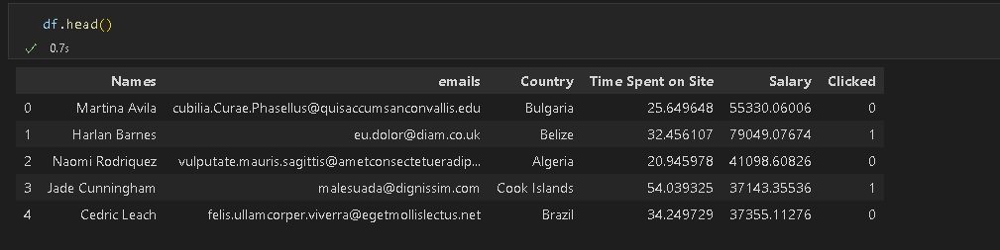 df.head()
0.7s
Names emails Country Time Spent on Site Salary Clicked
0 Martina Avila cubilia.Curae.Phasellus@quisaccumsanconvallis.edu Bulgaria 25.649648 55330.06006 0
1 Harlan Barnes eu.dolor@diam.co.uk Belize 32.456107 79049.07674 1
2 Naomi Rodriquez vulputate.mauris.sagittis@ametconsectetueradip... Algeria 20.945978 41098.60826 0
3 Jade Cunningham malesuada@dignissim.com Cook Islands 54.039325 37143.35536 1
4 Cedric Leach felis.ullamcorper.viverra@egetmollislectus.net Brazil 34.249729 37355.11276 0